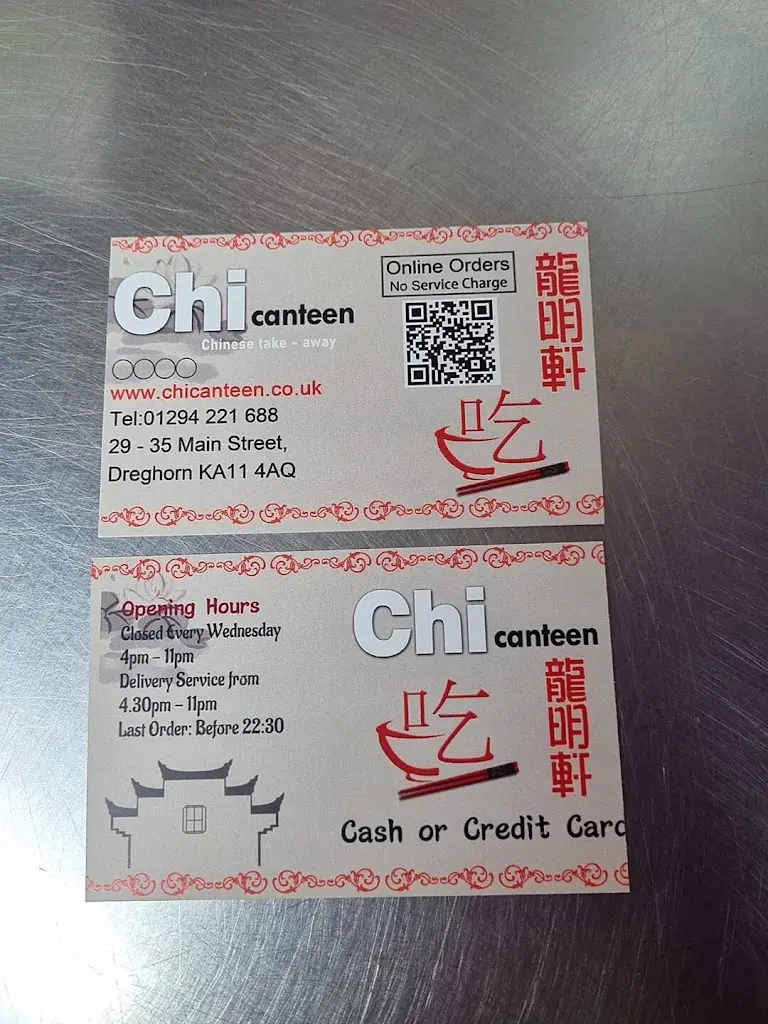 Chi canteen
Chinese take - away
www.chicanteen.co.uk
Tel:01294 221 688
29 - 35 Main Street,
Dreghorn KA11 4AQ
Online Orders
No Service Charge
龍明軒
吃
Opening Hours
Closed Every Wednesday
4pm - 11pm
Delivery Service from
4.30pm - 11pm
Last Order: Before 22:30
Chi canteen
吃
龍明軒
Cash or Credit Card